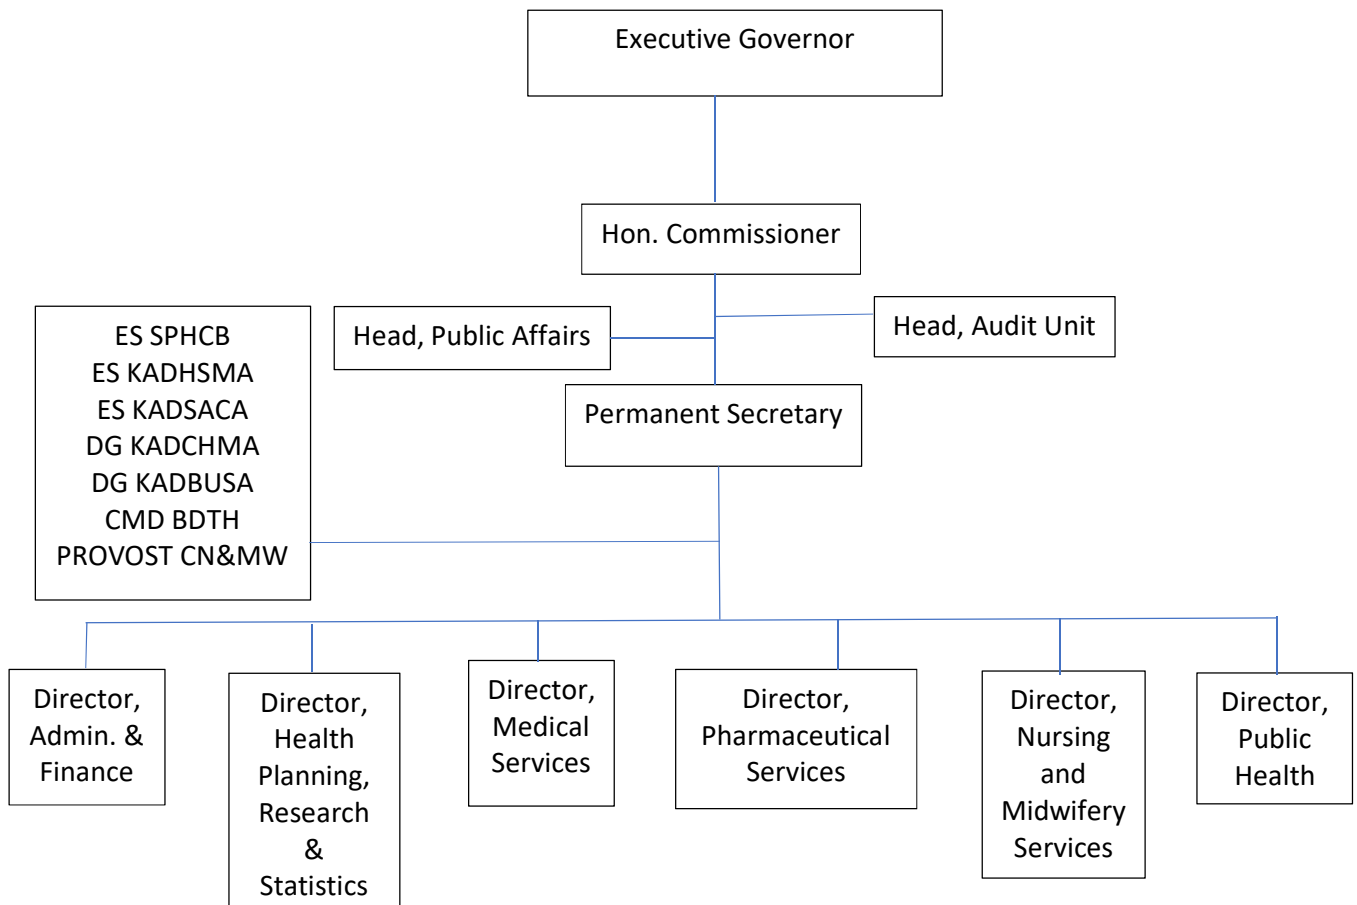 Executive Governor
Hon. Commissioner
Head, Public Affairs
Head, Audit Unit
ES SPHCB
ES KADHSMA
ES KADSACA
DG KADCHMA
DG KADBUSA
CMD BDTH
PROVOST CN&MW
Permanent Secretary
Director,
Admin. &
Finance
Director,
Health
Planning,
Research
&
Statistics
Director,
Medical
Services
Director,
Pharmaceutical
Services
Director,
Nursing
and
Midwifery
Services
Director,
Public
Health